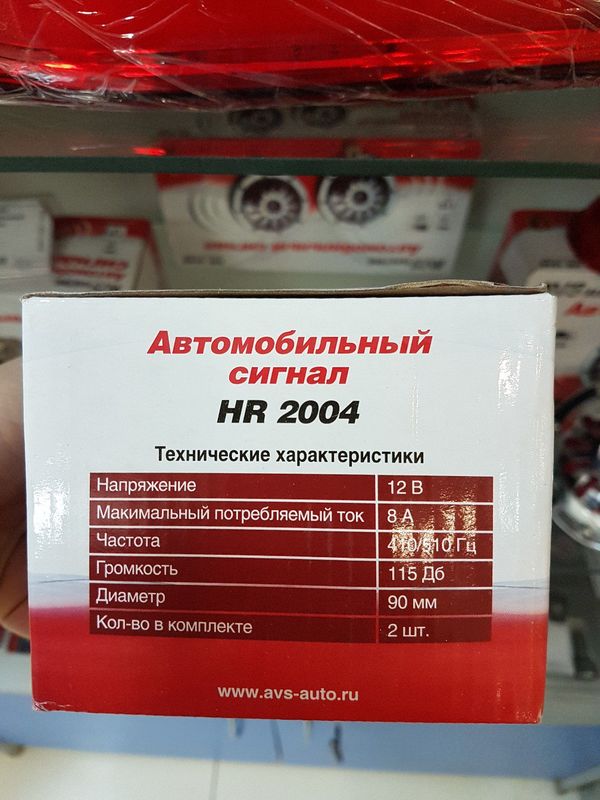 Автомобильный
сигнал
HR 2004
Технические характеристики
Напряжение 12 В
Макимальный потребляемый ток 8 А
Частота 410/510 Гц
Громкость 115 Дб
Диаметр 90 мм
Кол-во в комплекте 2 шт.
www.avs-auto.ru